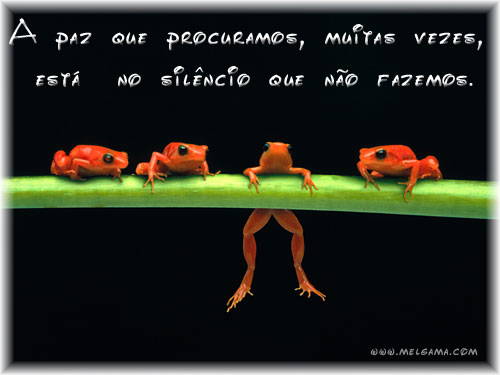 A paz que procuramos, muitas vezes,
está no silêncio que não fazemos.
www.melgama.com